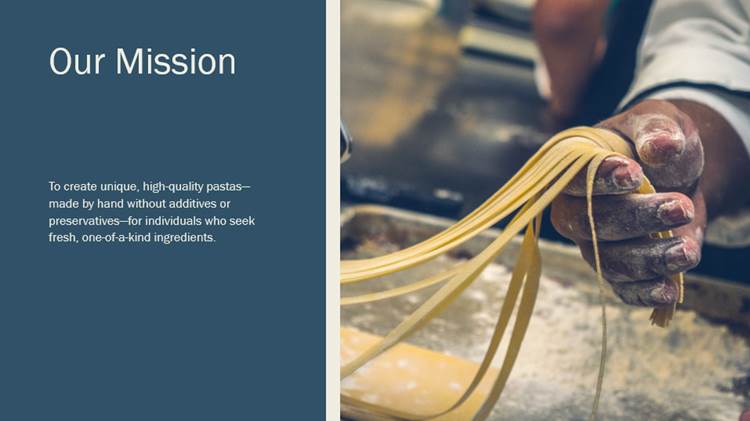 Our Mission
To create unique, high-quality pastas—
made by hand without additives or
preservatives—for individuals who seek
fresh, one-of-a-kind ingredients.